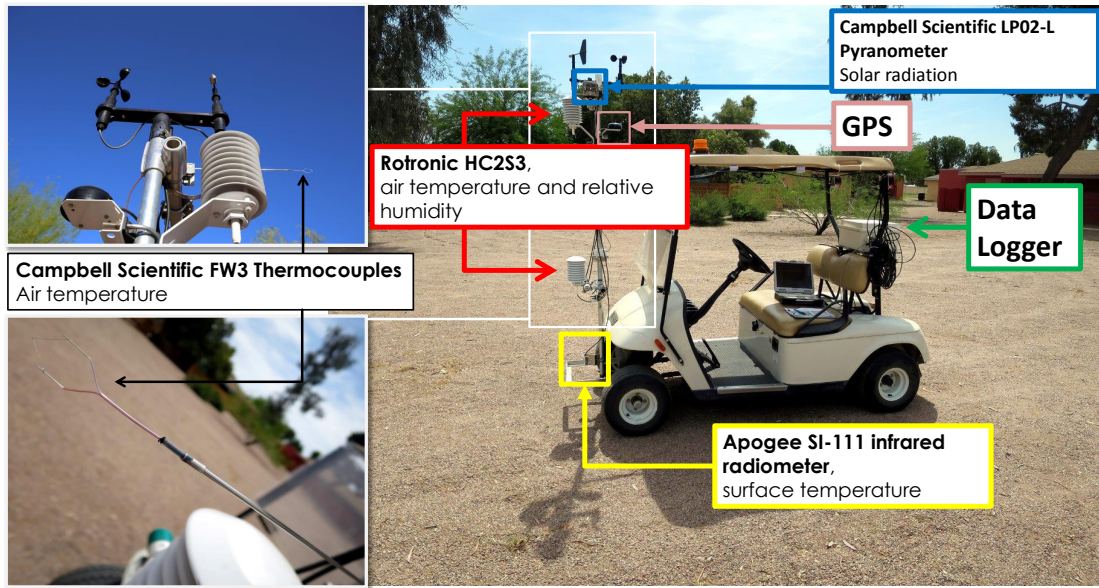 Campbell Scientific LP02-L
Pyranometer
Solar radiation
GPS
Rotronic HC2S3,
air temperature and relative
humidity
Data
Logger
Campbell Scientific FW3 Thermocouples
Air temperature
Apogee SI-111 infrared
radiometer,
surface temperature